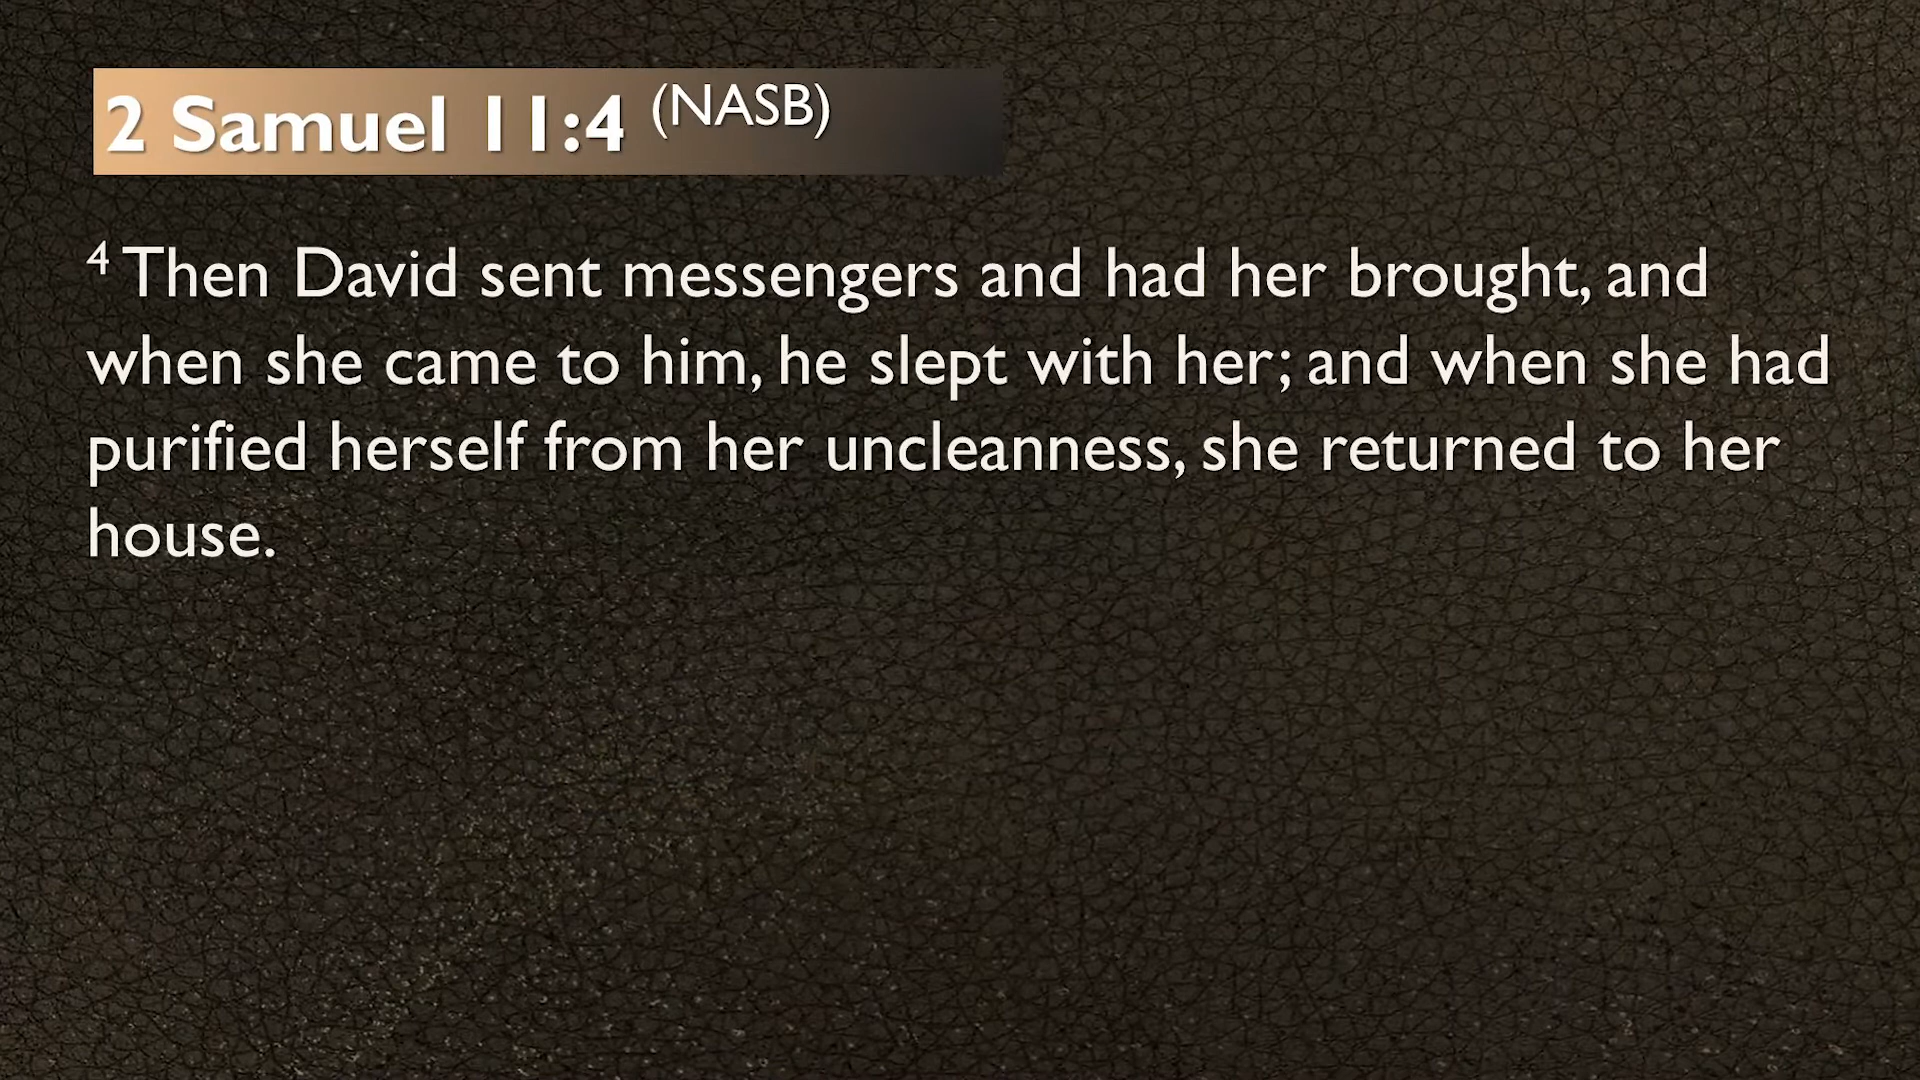 2 Samuel 11:4 (NASB)
4 Then David sent messengers and had her brought, and
when she came to him, he slept with her; and when she had
purified herself from her uncleanness, she returned to her
house.